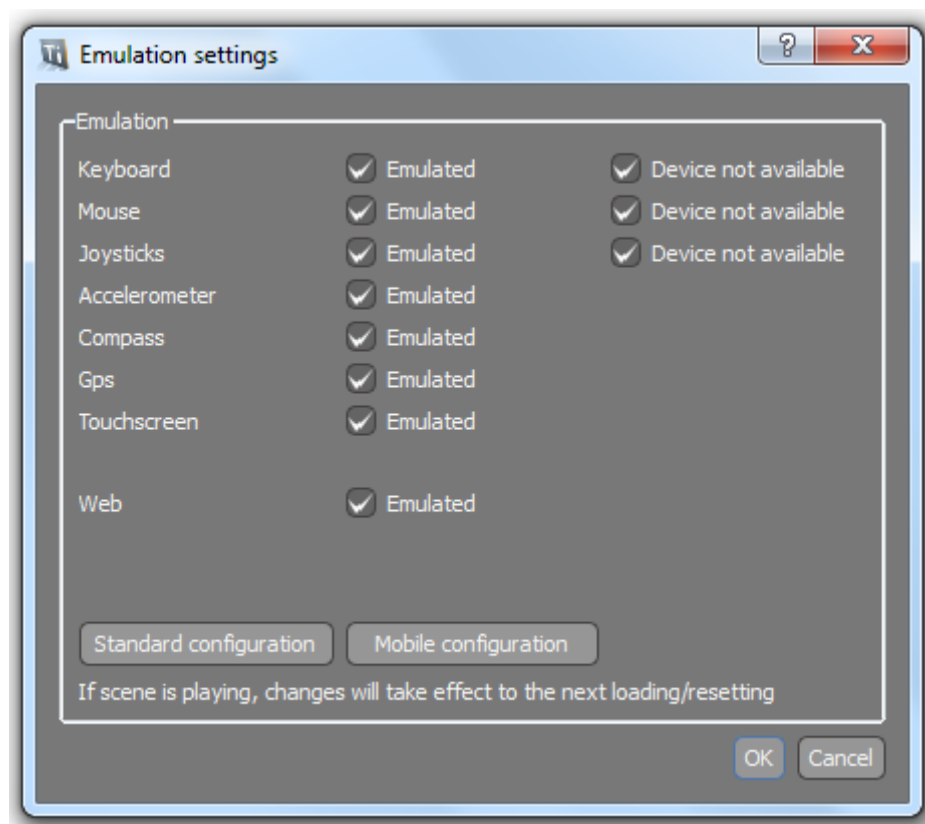 Emulation settings
Emulation
Keyboard Emulated Device not available
Mouse Emulated Device not available
Joysticks Emulated Device not available
Accelerometer Emulated
Compass Emulated
Gps Emulated
Touchscreen Emulated
Web Emulated
Standard configuration Mobile configuration
If scene is playing, changes will take effect to the next loading/resetting
OK Cancel